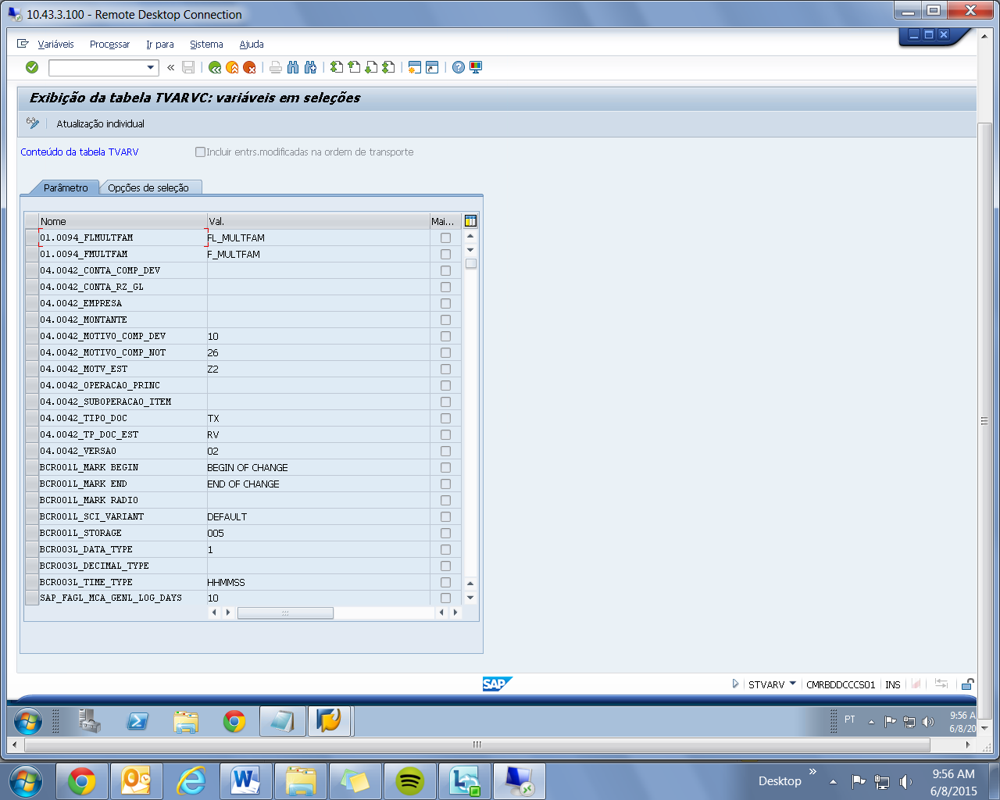 10.43.3.100 - Remote Desktop Connection
Variáveis Processar Ir para Sistema Ajuda
Exibição da tabela TVARVC: variáveis em seleções
Atualização individual
Conteúdo da tabela TVARV Incluir entrs.modificadas na ordem de transporte
Parâmetro Opções de seleção
Nome Val. Mai...
01.0094_FLMULTFAM FL_MULTFAM
01.0094_FMULTFAM F_MULTFAM
04.0042_CONTA_COMP_DEV
04.0042_CONTA_RZ_GL
04.0042_EMPRESA
04.0042_MONTANTE
04.0042_MOTIVO_COMP_DEV 10
04.0042_MOTIVO_COMP_NOT 26
04.0042_MOTV_EST Z2
04.0042_OPERACAO_PRINC
04.0042_SUBOPERACAO_ITEM
04.0042_TIPO_DOC TX
04.0042_TP_DOC_EST RV
04.0042_VERSAO 02
BCR001L_MARK BEGIN BEGIN OF CHANGE
BCR001L_MARK END END OF CHANGE
BCR001L_MARK RADIO
BCR001L_SCI_VARIANT DEFAULT
BCR001L_STORAGE 005
BCR003L_DATA_TYPE 1
BCR003L_DECIMAL_TYPE
BCR003L_TIME_TYPE HHMMSS
SAP_FAGL_MCA_GENL_LOG_DAYS 10
SAP STVARV CMRBDDCCCS01 INS
PT 9:56 A
6/8/20
Desktop 9:56 AM
6/8/2015